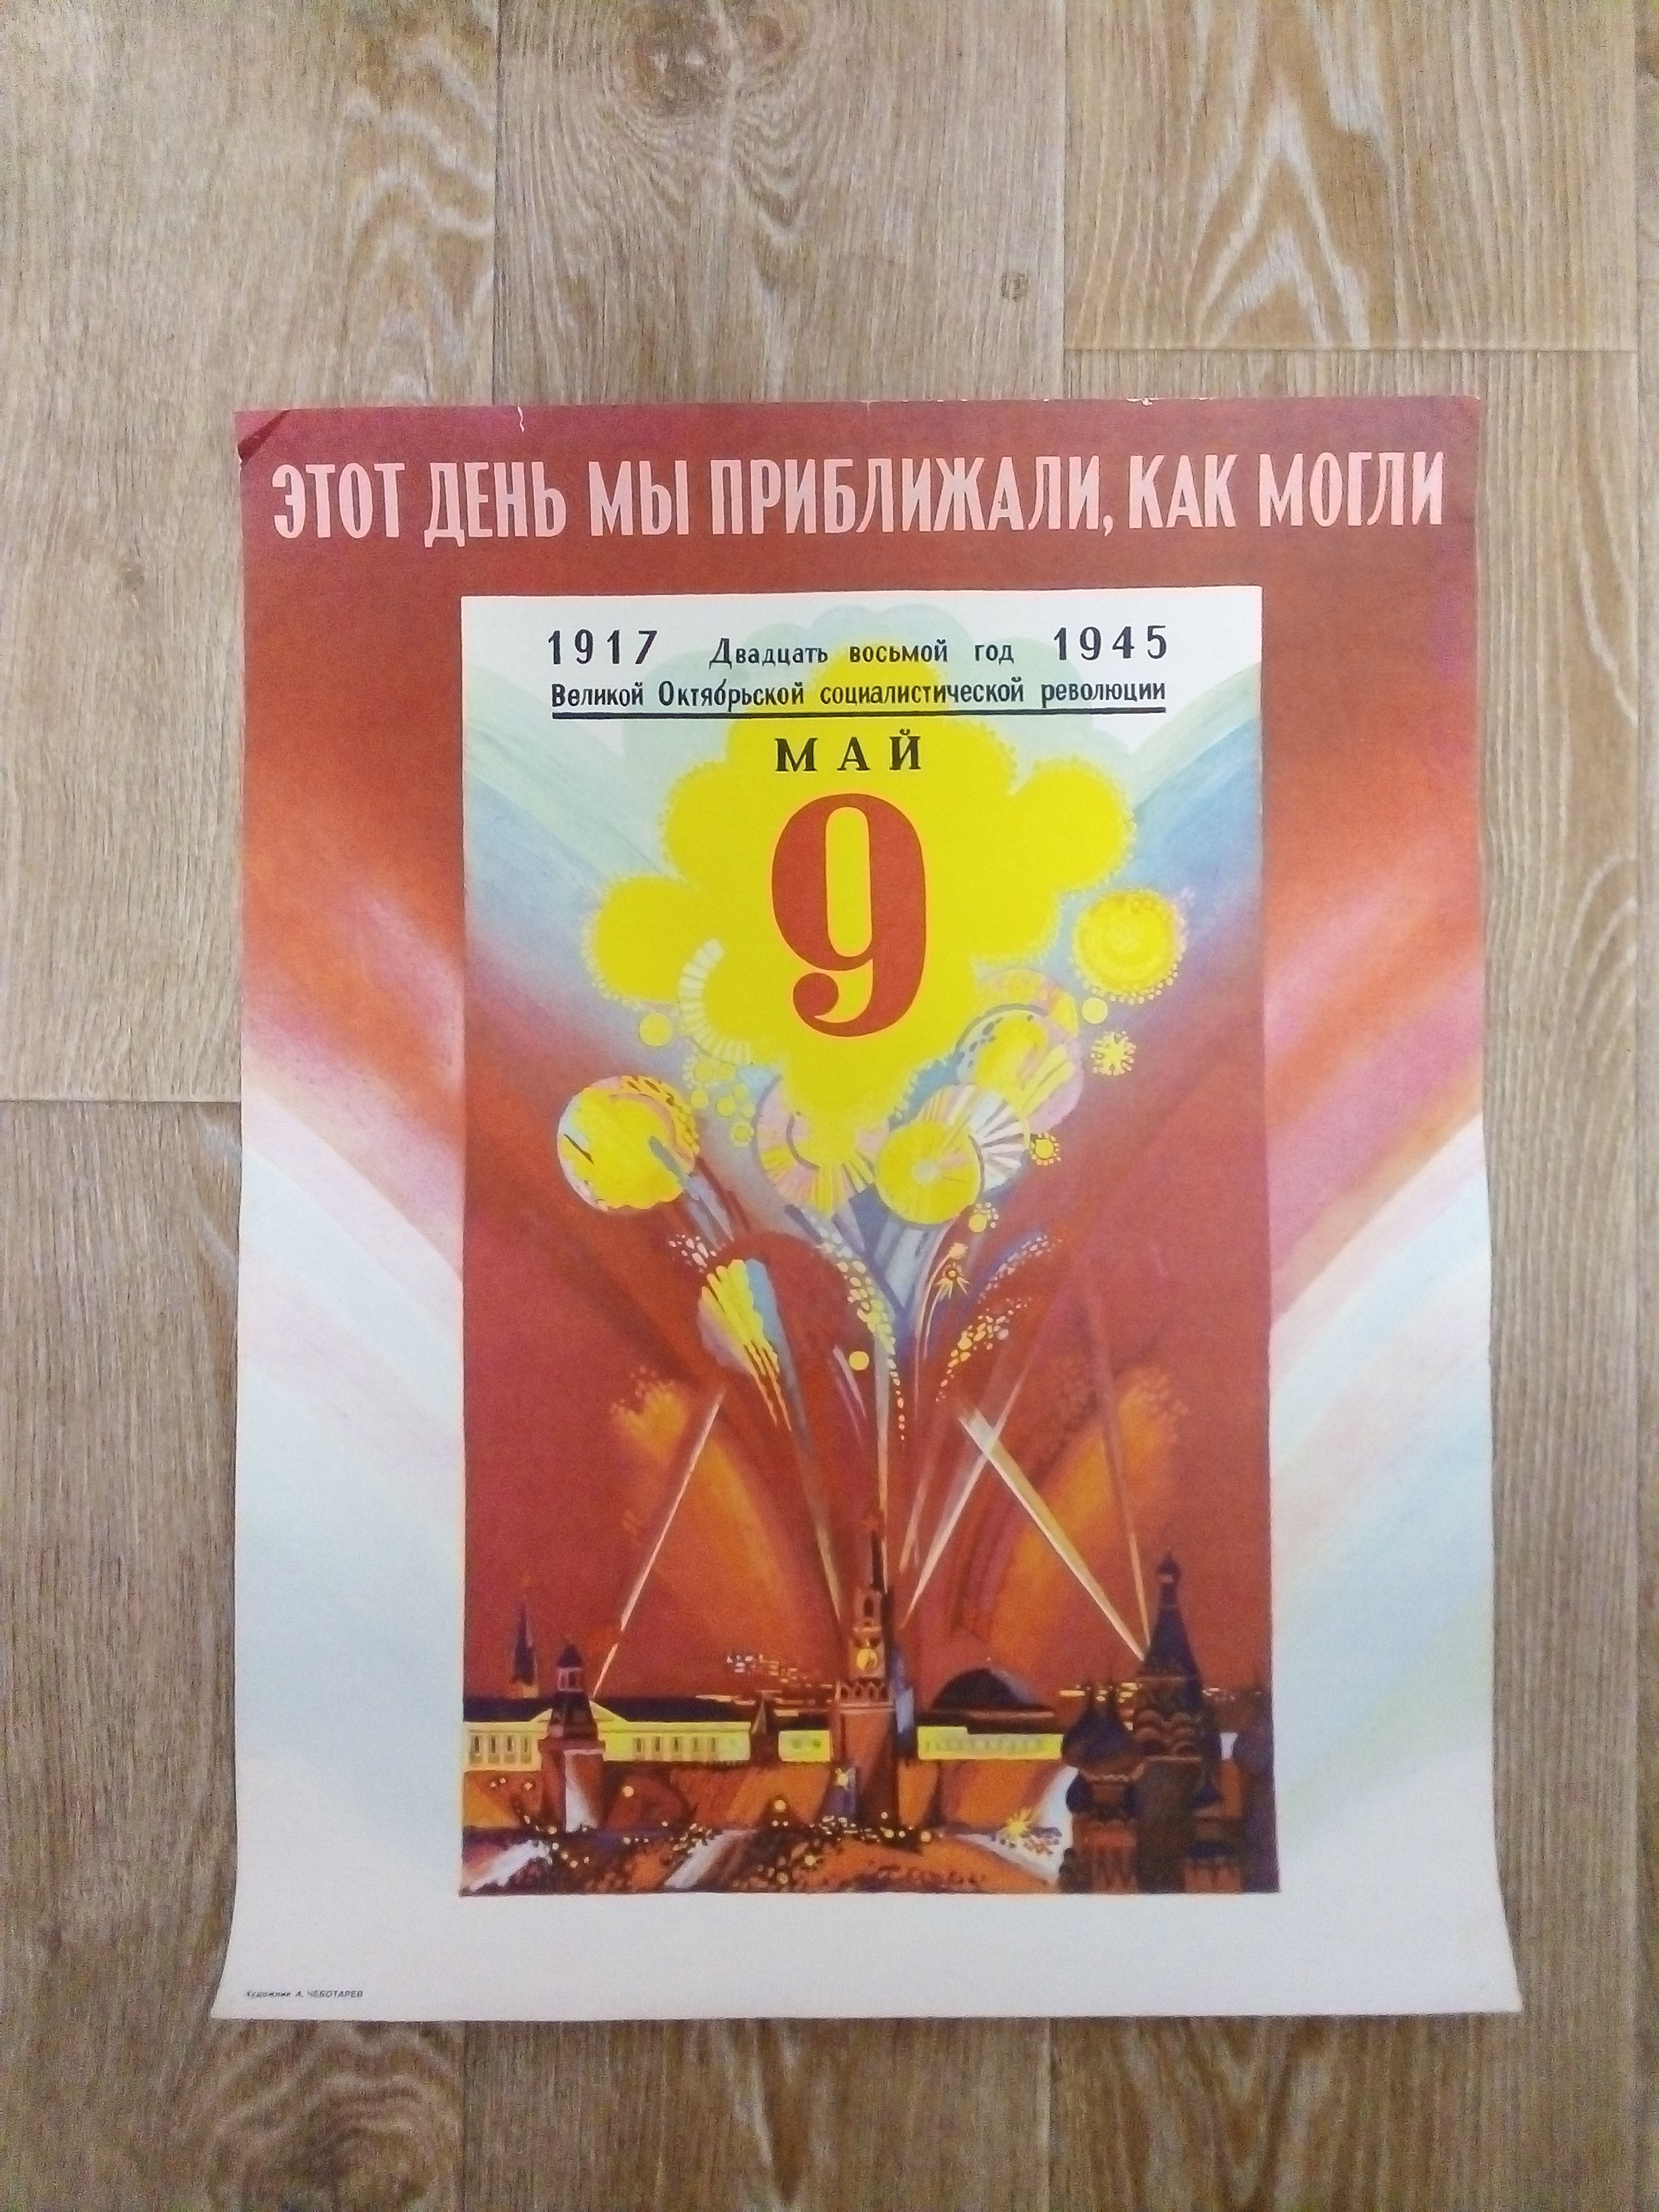 ЭТОТ ДЕНЬ МЫ ПРИБЛИЖАЛИ, КАК МОГЛИ
1917 Двадцать восьмой год 1945
Великой Октябрьской социалистической революции
МАЙ
9
Художник А. ЧЕБОТАРЕВ